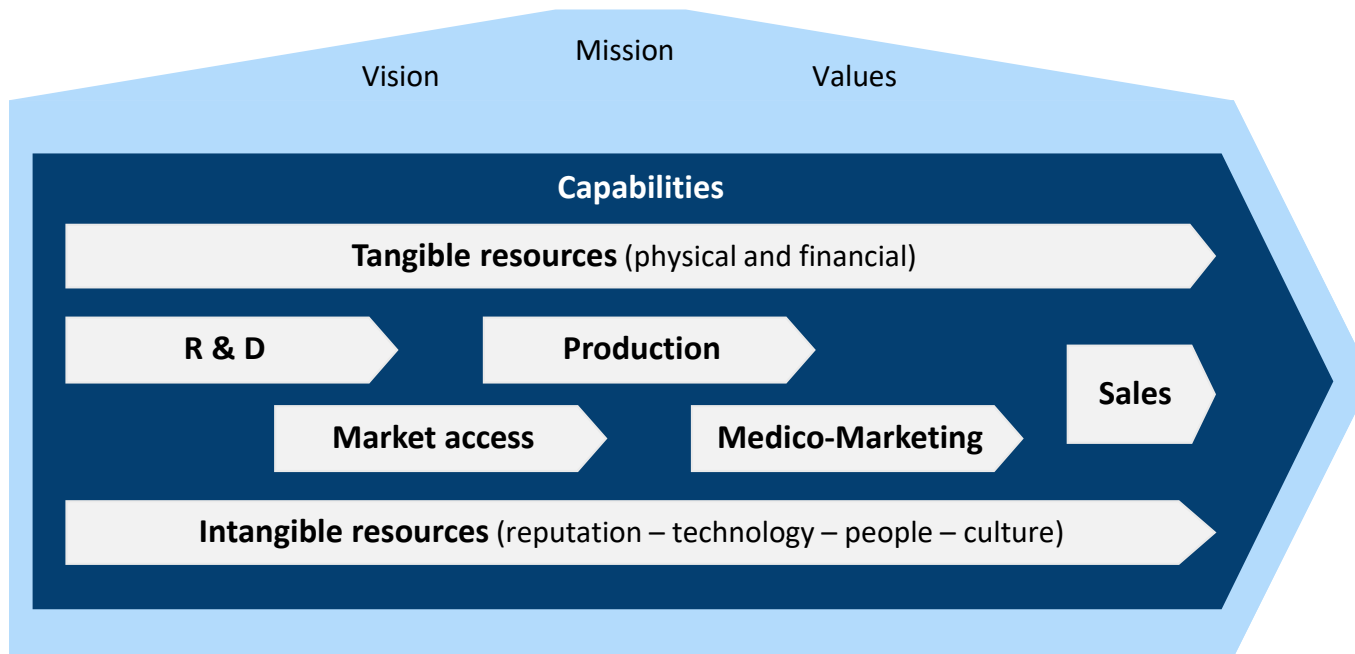 Mission
Vision
Values
Capabilities
Tangible resources (physical and financial)
R & D
Production
Sales
Market access
Medico-Marketing
Intangible resources (reputation – technology – people – culture)